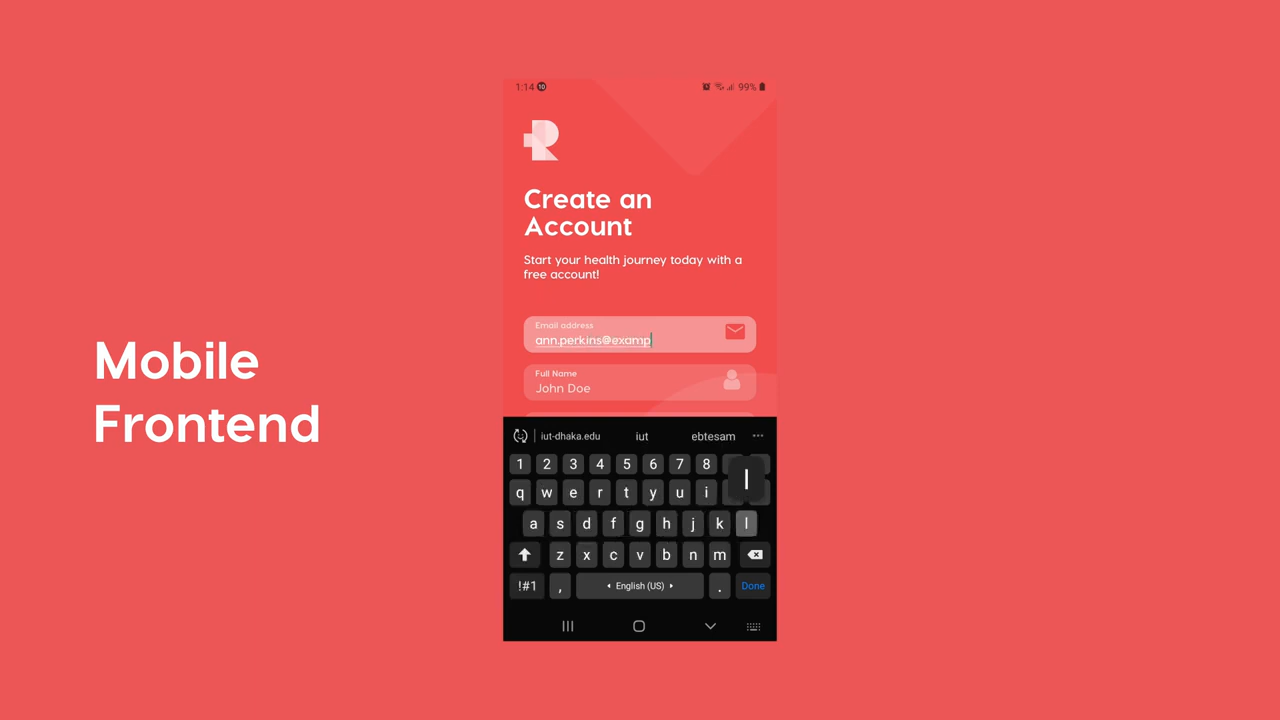 Mobile
Frontend
1:14 10
99%
Create an
Account
Start your health journey today with a
free account!
Email address
ann.perkins@examp
Full Name
John Doe
iut-dhaka.edu iut ebtesam
1 2 3 4 5 6 7 8
q w e r t y u i
l
a s d f g h j k l
z x c v b n m
!#1 , English (US) . Done